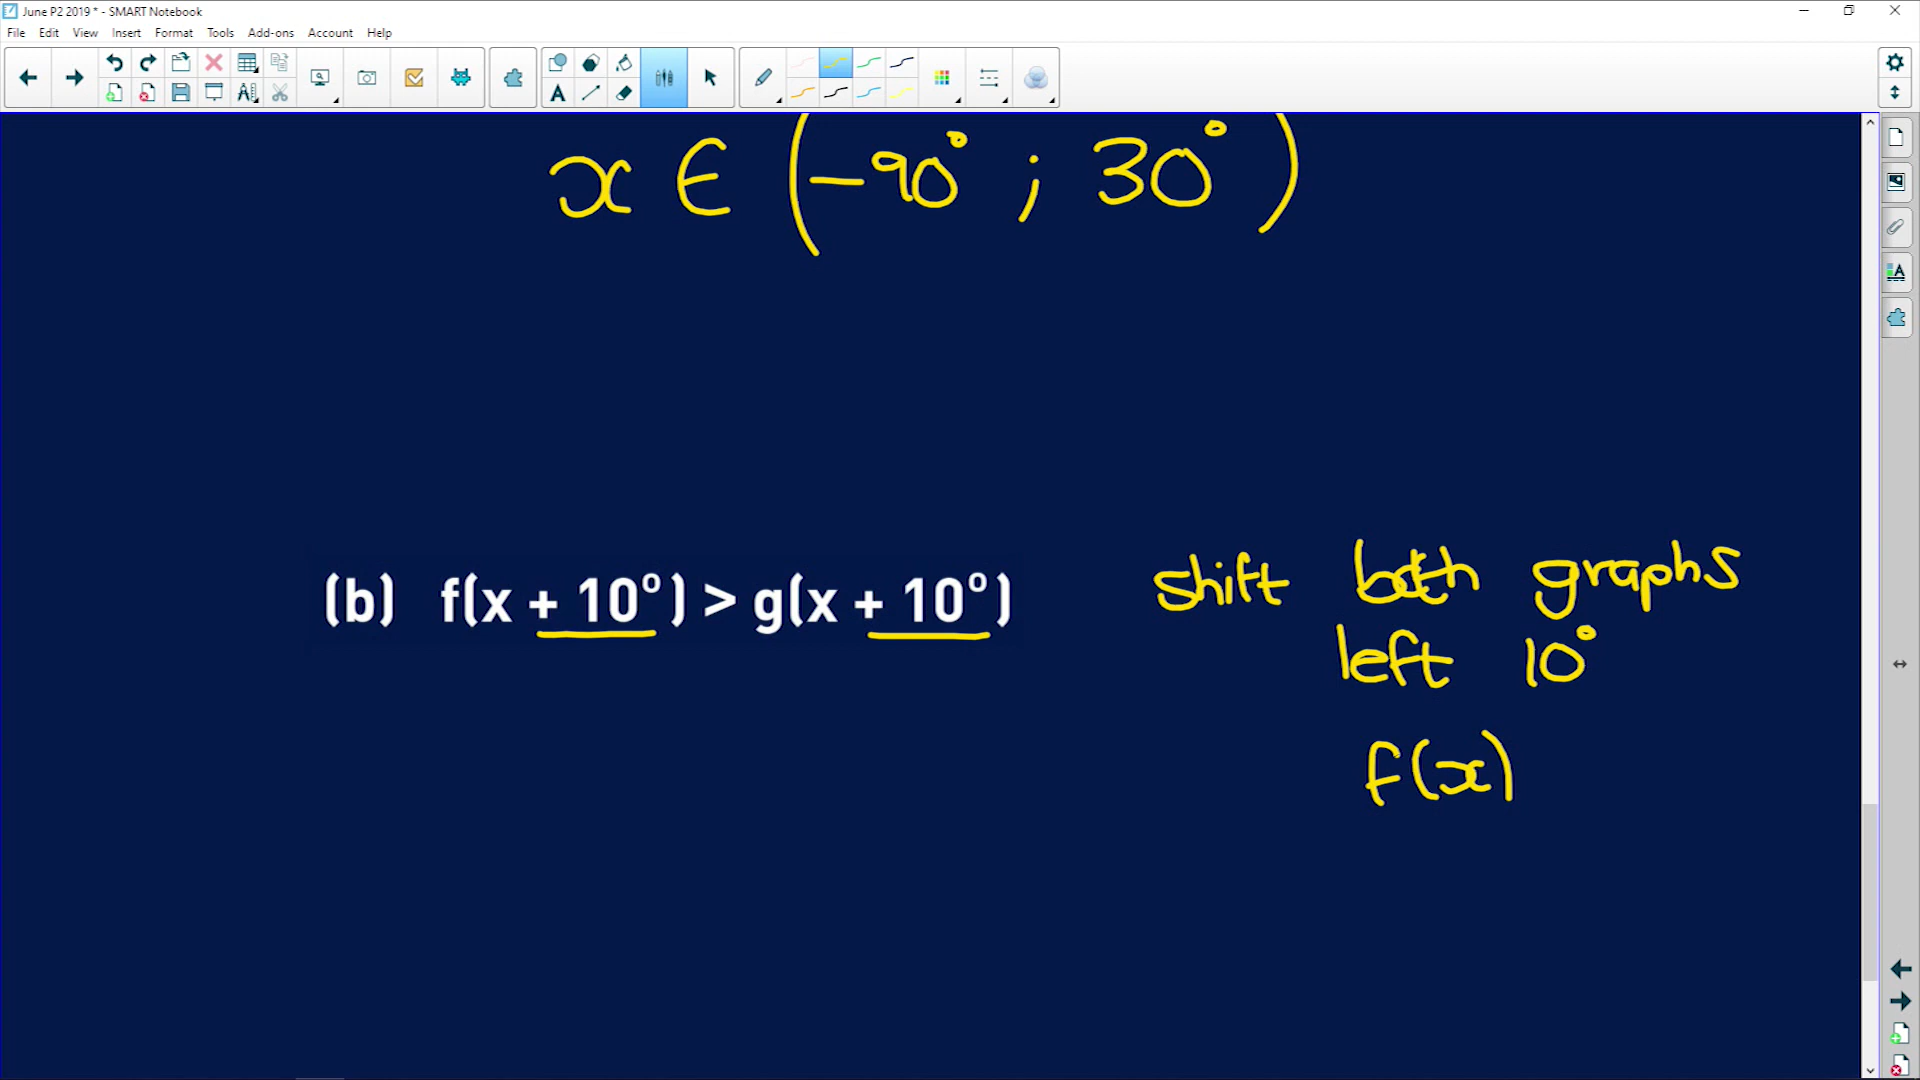 June P2 2019 * - SMART Notebook
File Edit View Insert Format Tools Add-ons Account Help
x ∈ (-90° ; 30°)
(b) f(x + 10°) > g(x + 10°)
shift both graphs
left 10°
f(x)